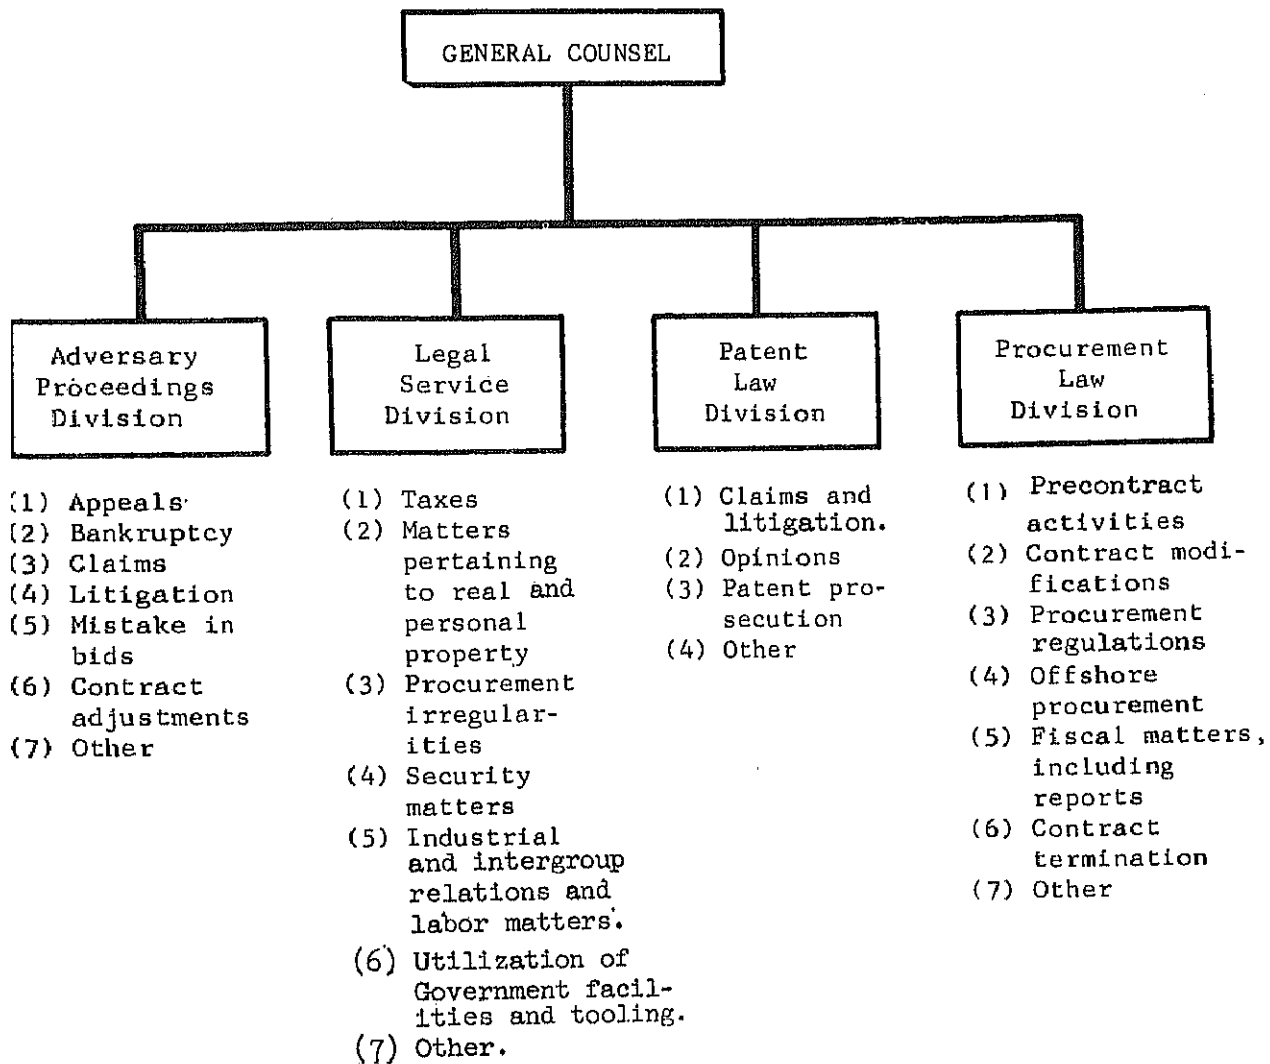 GENERAL COUNSEL
Adversary
Proceedings
Division
(1) Appeals
(2) Bankruptcy
(3) Claims
(4) Litigation
(5) Mistake in
bids
(6) Contract
adjustments
(7) Other
Legal
Service
Division
(1) Taxes
(2) Matters
pertaining
to real and
personal
property
(3) Procurement
irregular-
ities
(4) Security
matters
(5) Industrial
and intergroup
relations and
labor matters.
(6) Utilization of
Government facil-
ities and tooling.
(7) Other.
Patent
Law
Division
(1) Claims and
litigation.
(2) Opinions
(3) Patent pro-
secution
(4) Other
Procurement
Law
Division
(1) Precontract
activities
(2) Contract modi-
fications
(3) Procurement
regulations
(4) Offshore
procurement
(5) Fiscal matters,
including
reports
(6) Contract
termination
(7) Other